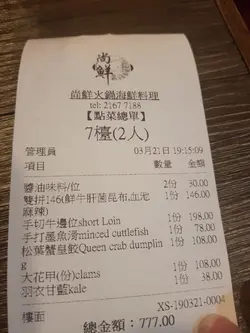 尚
鮮
尚鮮火鍋海鮮料理
tel: 2167 7188
【點菜總單】
7檯(2人)
管理員 03月21日 19:15:09
項目 數量 金額
醬油味料/位 2份 30.00
雙拼146(鮮牛肝菌昆布,血池 1份 146.00
麻辣)
手切牛邊位short Loin 1份 198.00
手打墨魚滑minced cuttlefish 1份 78.00
松葉蟹皇餃Queen crab dumplin 1份 108.00
g
大花甲(份)clams 1份 108.00
羽衣甘藍kale 1份 38.00
樓面 XS-190321-0004
總金額: 777.00